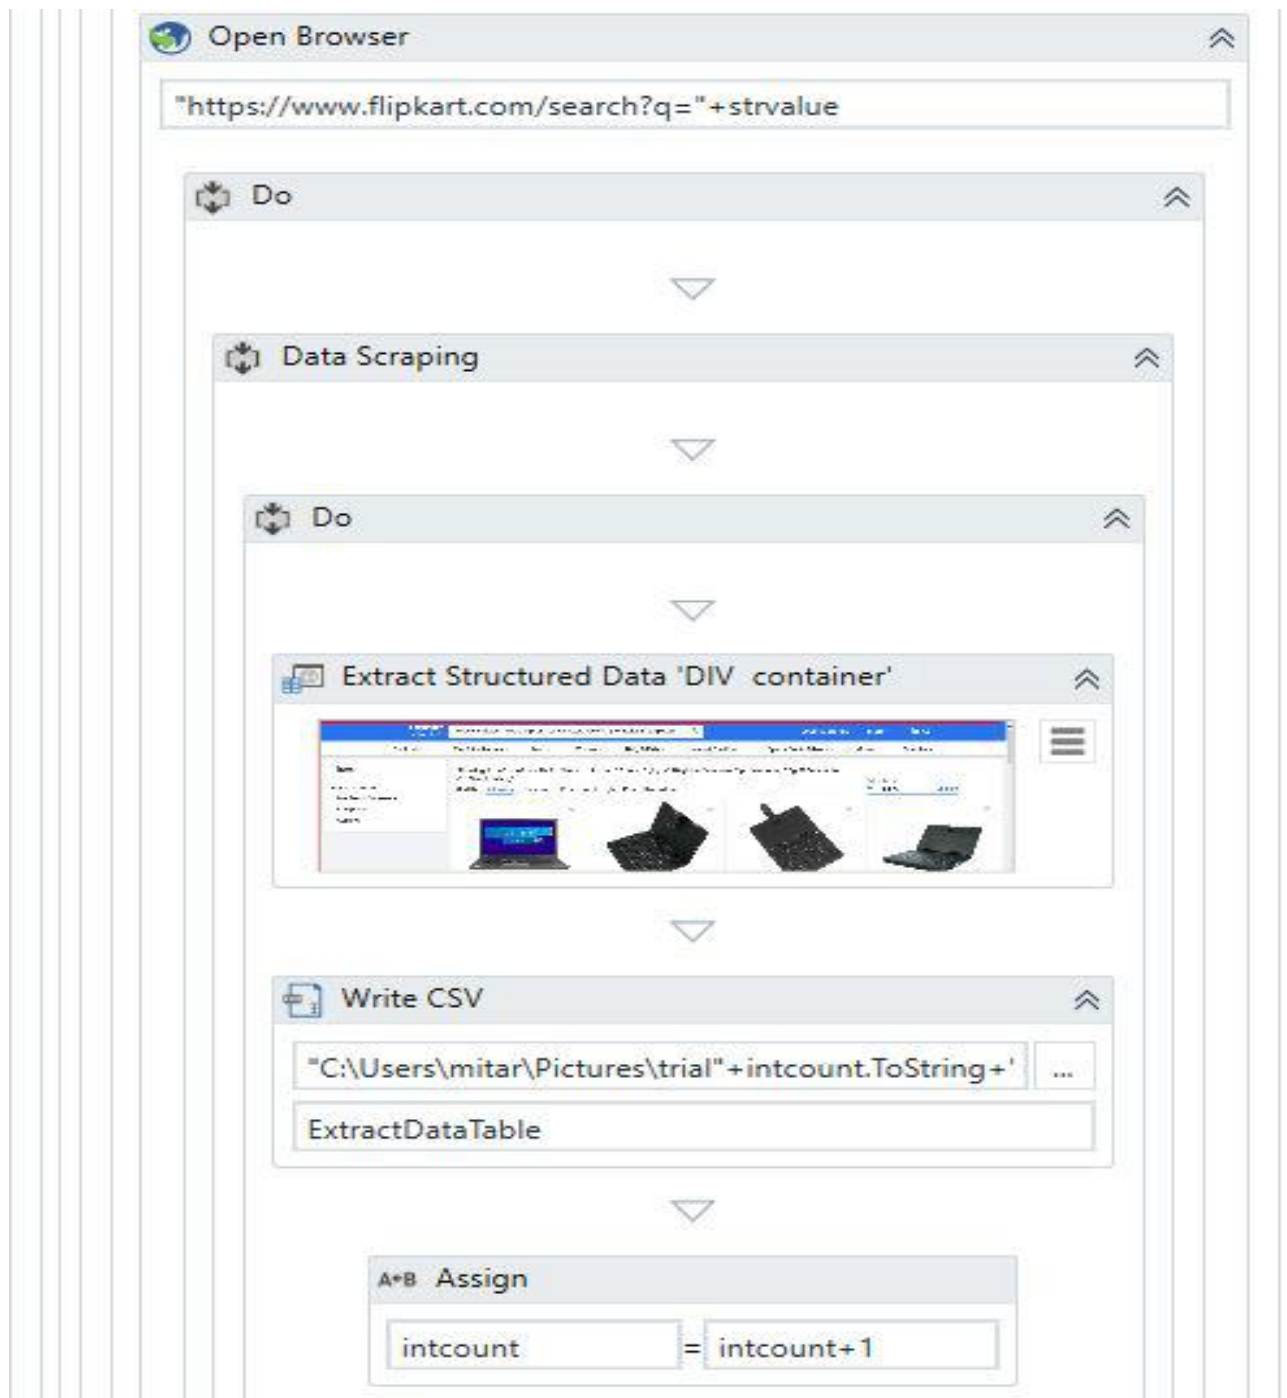 Open Browser
"https://www.flipkart.com/search?q="+strvalue
Do
Data Scraping
Do
Extract Structured Data 'DIV container'
Write CSV
"C:\Users\mitar\Pictures\trial"+intcount.ToString+'
...
ExtractDataTable
A+B Assign
intcount = intcount+1